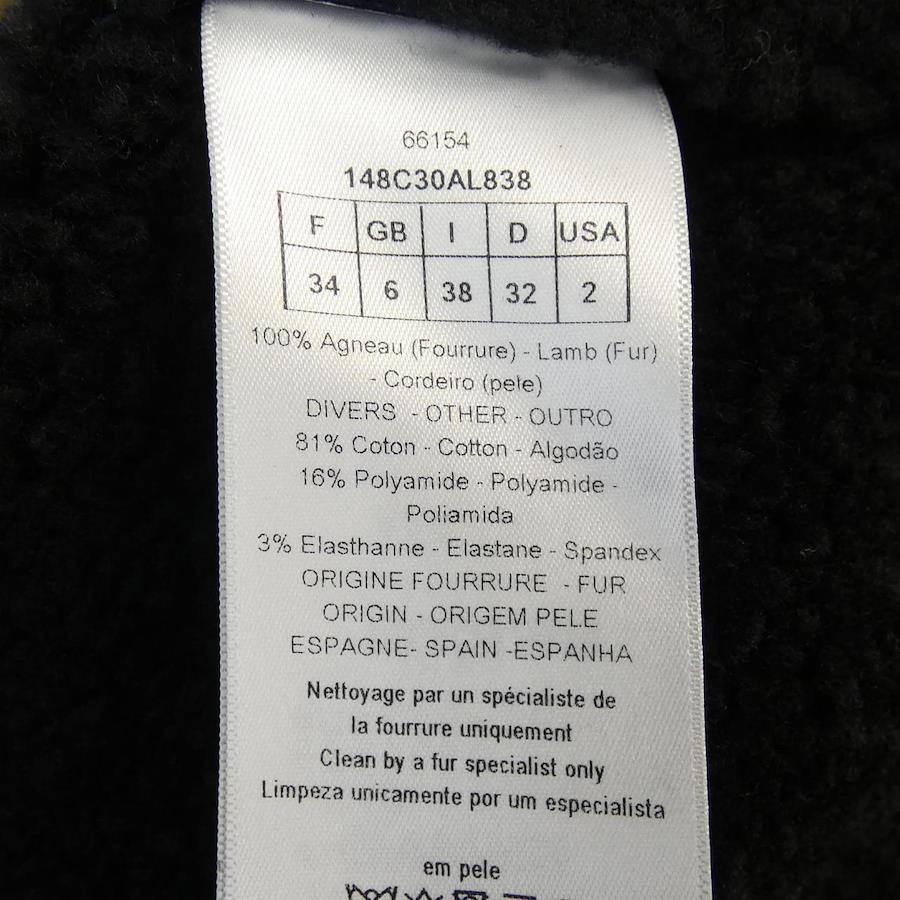 66154
148C30AL838
F GB I D USA
34 6 38 32 2
100% Agneau (Fourrure) - Lamb (Fur)
- Cordeiro (pele)
DIVERS - OTHER - OUTRO
81% Coton - Cotton - Algodão
16% Polyamide - Polyamide -
Poliamida
3% Elasthanne - Elastane - Spandex
ORIGINE FOURRURE - FUR
ORIGIN - ORIGEM PELE
ESPAGNE- SPAIN -ESPANHA
Nettoyage par un spécialiste de
la fourrure uniquement
Clean by a fur specialist only
Limpeza unicamente por um especialista
em pele